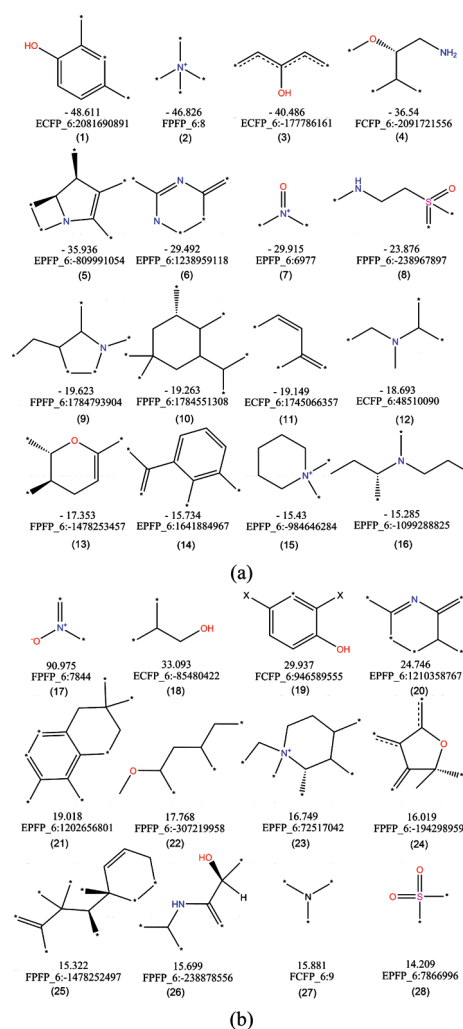 HO
- 48.611
ECFP_6:2081690891
(1)
N+
- 46.826
FPFP_6:8
(2)
OH
- 40.486
ECFP_6:-177786161
(3)
O
NH2
- 36.54
FCFP_6:-2091721556
(4)
N
- 35.936
EPFP_6:-809991054
(5)
N
N
- 29.492
EPFP_6:1238959118
(6)
O
N+
- 29.915
EPFP_6:6977
(7)
H
N
S
O
- 23.876
FPFP_6:-238967897
(8)
N
- 19.623
FPFP_6:1784793904
(9)
- 19.263
FPFP_6:1784551308
(10)
- 19.149
ECFP_6:1745066357
(11)
N
- 18.693
ECFP_6:48510090
(12)
O
- 17.353
FPFP_6:-1478253457
(13)
- 15.734
EPFP_6:1641884967
(14)
N+
- 15.43
EPFP_6:-984646284
(15)
N
- 15.285
EPFP_6:-1099288825
(16)
(a)
O-
N+
90.975
FPFP_6:7844
(17)
OH
33.093
ECFP_6:-85480422
(18)
X
X
OH
29.937
FCFP_6:946589555
(19)
N
24.746
EPFP_6:1210358767
(20)
19.018
EPFP_6:1202656801
(21)
O
17.768
FPFP_6:-307219958
(22)
N+
16.749
EPFP_6:72517042
(23)
O
16.019
FPFP_6:-194298959
(24)
15.322
FPFP_6:-1478252497
(25)
HO
NH
O
H
15.699
FPFP_6:-238878556
(26)
N
15.881
FCFP_6:9
(27)
O
S
O
14.209
EPFP_6:7866996
(28)
(b)